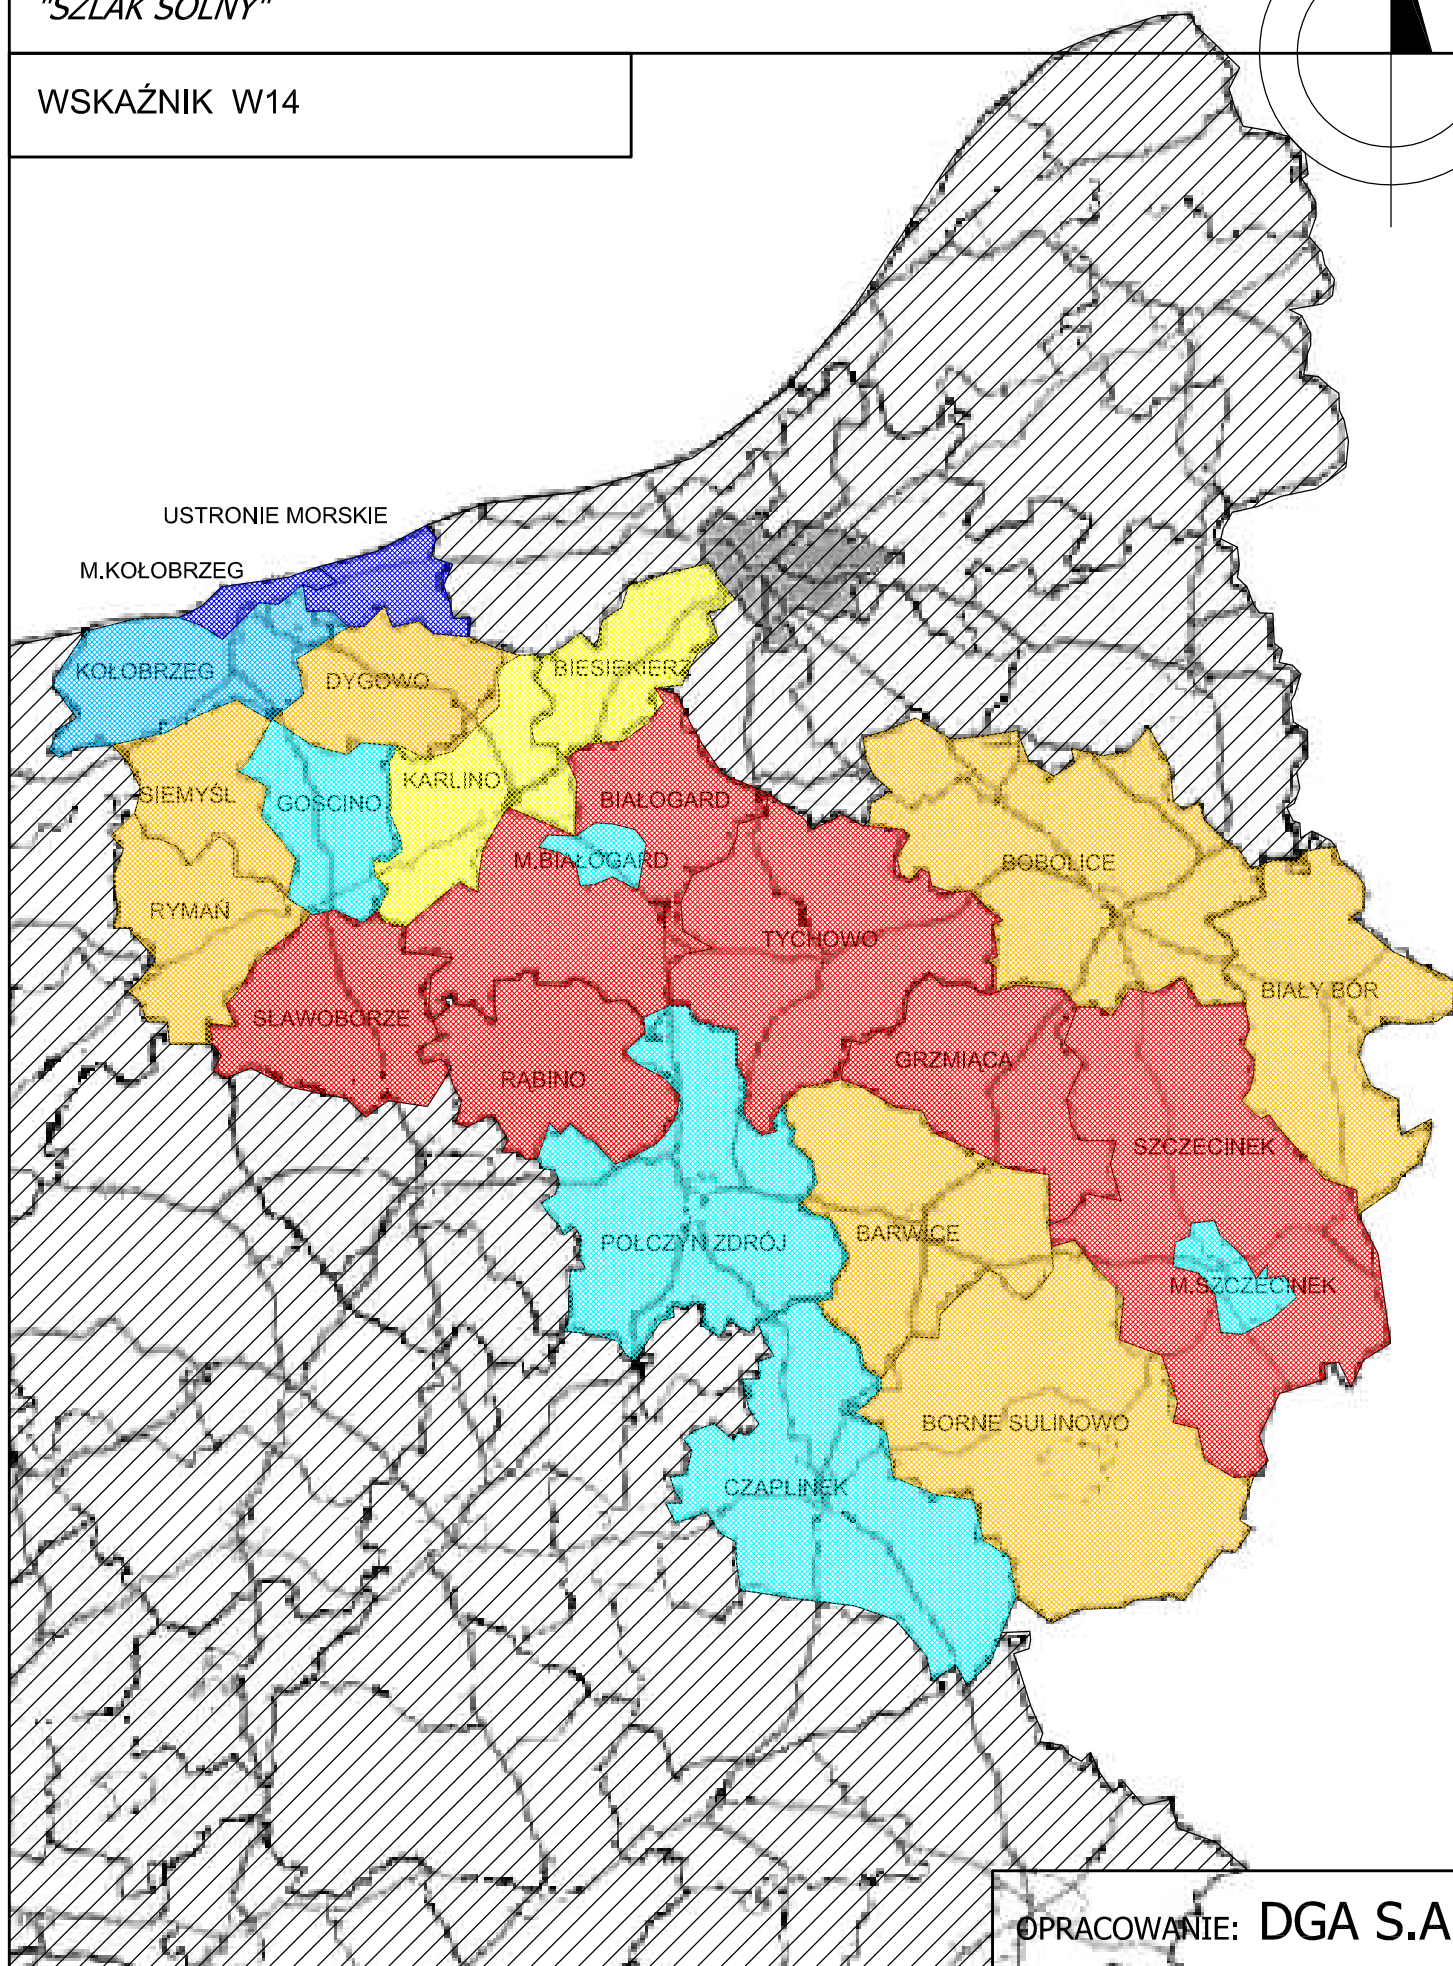 "SZLAK SOLNY"
WSKAŹNIK W14
USTRONIE MORSKIE
M.KOŁOBRZEG
KOŁOBRZEG
DYGOWO
BIESIEKIERZ
SIEMYŚL
GOŚCINO
KARLINO
BIAŁOGARD
M.BIAŁOGARD
BOBOLICE
RYMAŃ
TYCHOWO
BIAŁY BÓR
SŁAWOBORZE
RĄBINO
GRZMIĄCA
SZCZECINEK
POŁCZYN ZDRÓJ
BARWICE
M.SZCZECINEK
BORNE SULINOWO
CZAPLINEK
OPRACOWANIE: DGA S.A